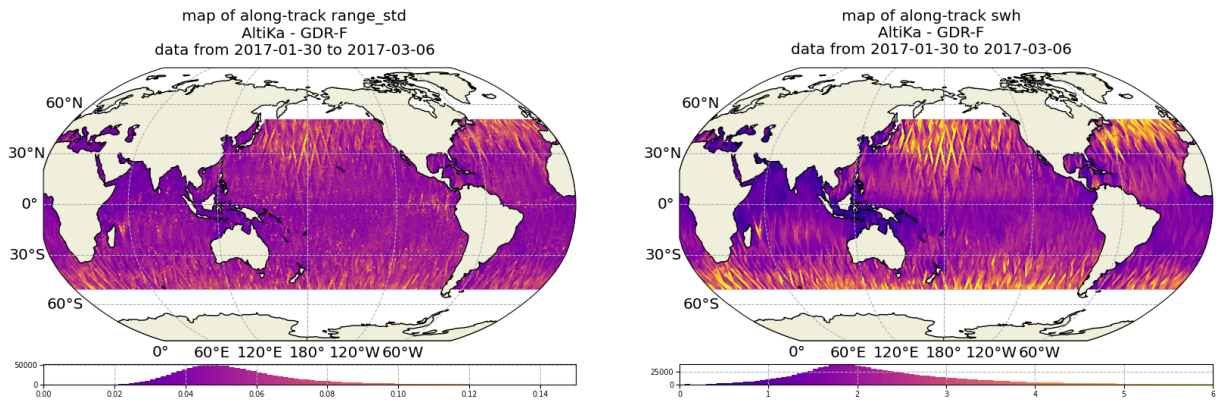 map of along-track range_std
AltiKa - GDR-F
data from 2017-01-30 to 2017-03-06
60°N
30°N
0°
30°S
60°S
0° 60°E 120°E 180° 120°W 60°W
50000
0
0.00 0.02 0.04 0.06 0.08 0.10 0.12 0.14
map of along-track swh
AltiKa - GDR-F
data from 2017-01-30 to 2017-03-06
60°N
30°N
0°
30°S
60°S
0° 60°E 120°E 180° 120°W 60°W
25000
0
0 1 2 3 4 5 6